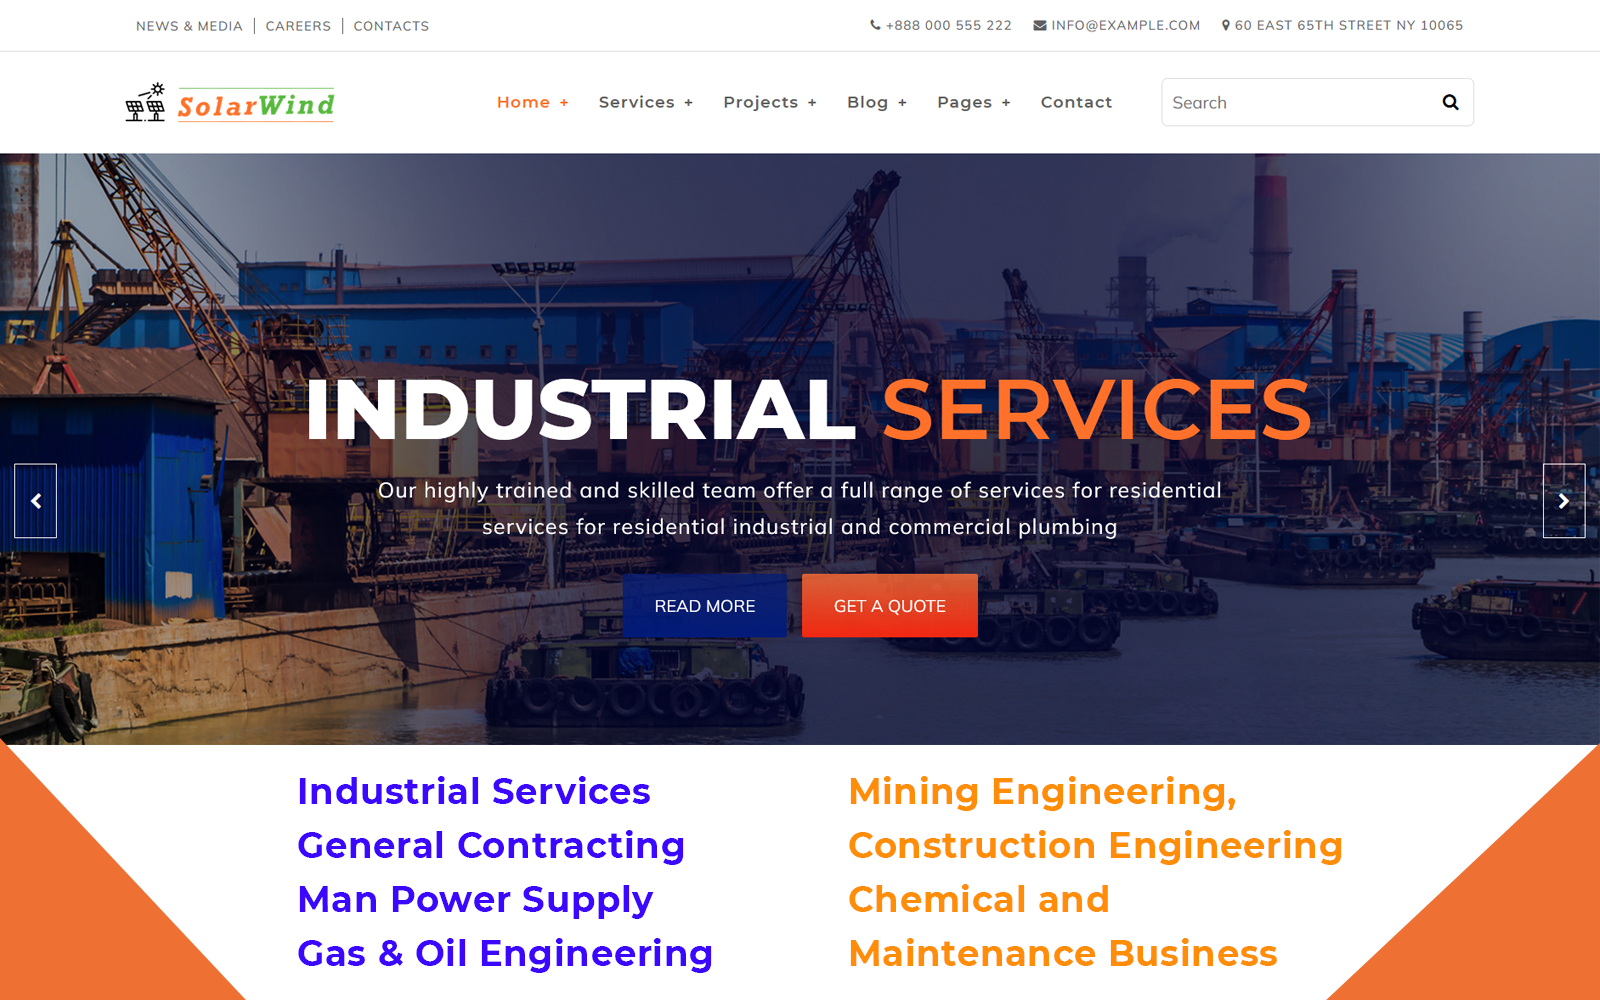 NEWS & MEDIA | CAREERS | CONTACTS
+888 000 555 222 INFO@EXAMPLE.COM 60 EAST 65TH STREET NY 10065
SolarWind
Home + Services + Projects + Blog + Pages + Contact
Search
INDUSTRIAL SERVICES
Our highly trained and skilled team offer a full range of services for residential
services for residential industrial and commercial plumbing
READ MORE
GET A QUOTE
Industrial Services
General Contracting
Man Power Supply
Gas & Oil Engineering
Mining Engineering,
Construction Engineering
Chemical and
Maintenance Business